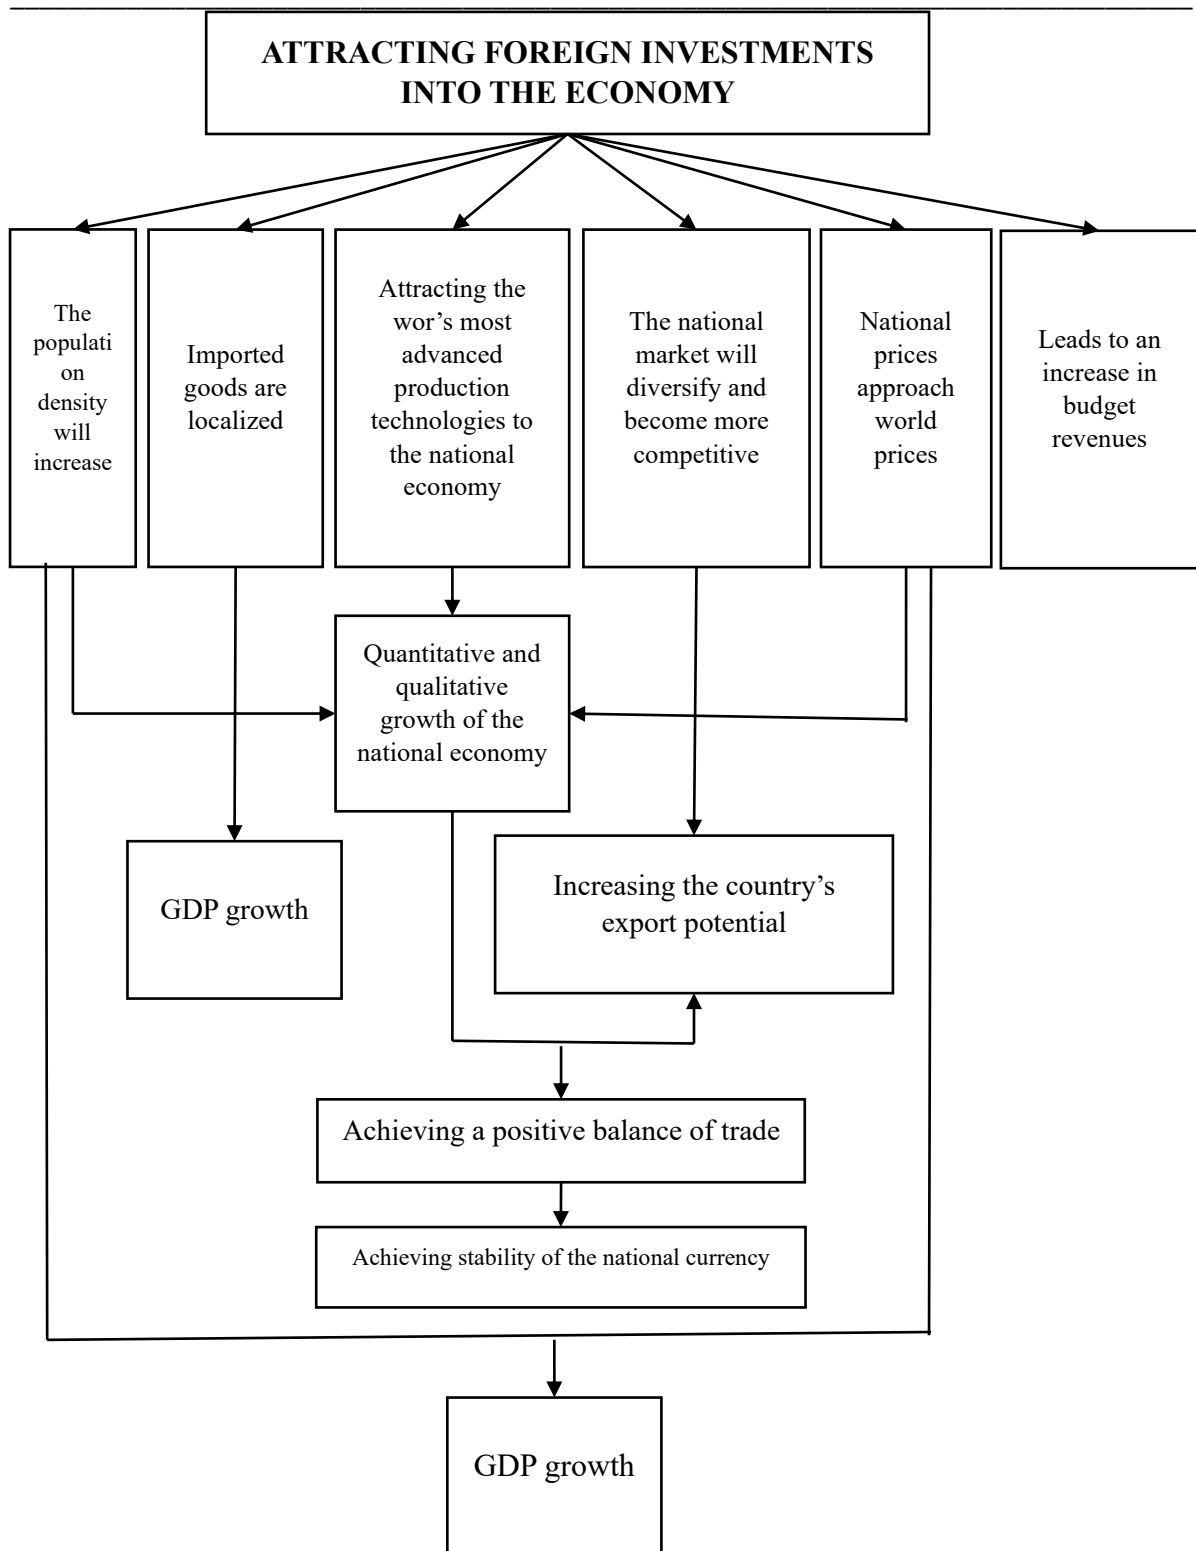 ATTRACTING FOREIGN INVESTMENTS
INTO THE ECONOMY
The
populati
on
density
will
increase
Imported
goods are
localized
Attracting the
wor’s most
advanced
production
technologies to
the national
economy
The national
market will
diversify and
become more
competitive
National
prices
approach
world
prices
Leads to an
increase in
budget
revenues
Quantitative and
qualitative
growth of the
national economy
GDP growth
Increasing the country’s
export potential
Achieving a positive balance of trade
Achieving stability of the national currency
GDP growth